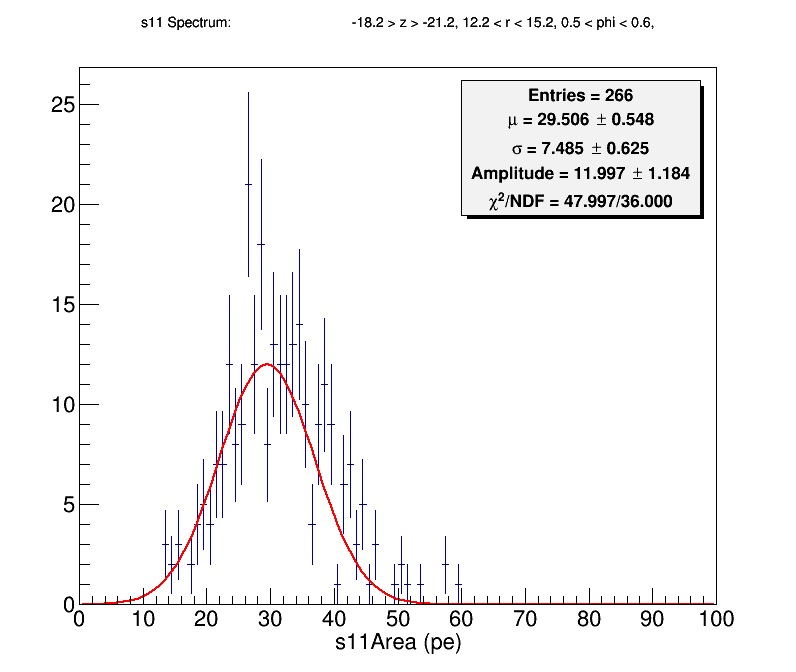 s11 Spectrum: -18.2 > z > -21.2, 12.2 < r < 15.2, 0.5 < phi < 0.6,
Entries = 266
μ = 29.506 ± 0.548
σ = 7.485 ± 0.625
Amplitude = 11.997 ± 1.184
χ²/NDF = 47.997/36.000
25
20
15
10
5
0
0 10 20 30 40 50 60 70 80 90 100
s11Area (pe)